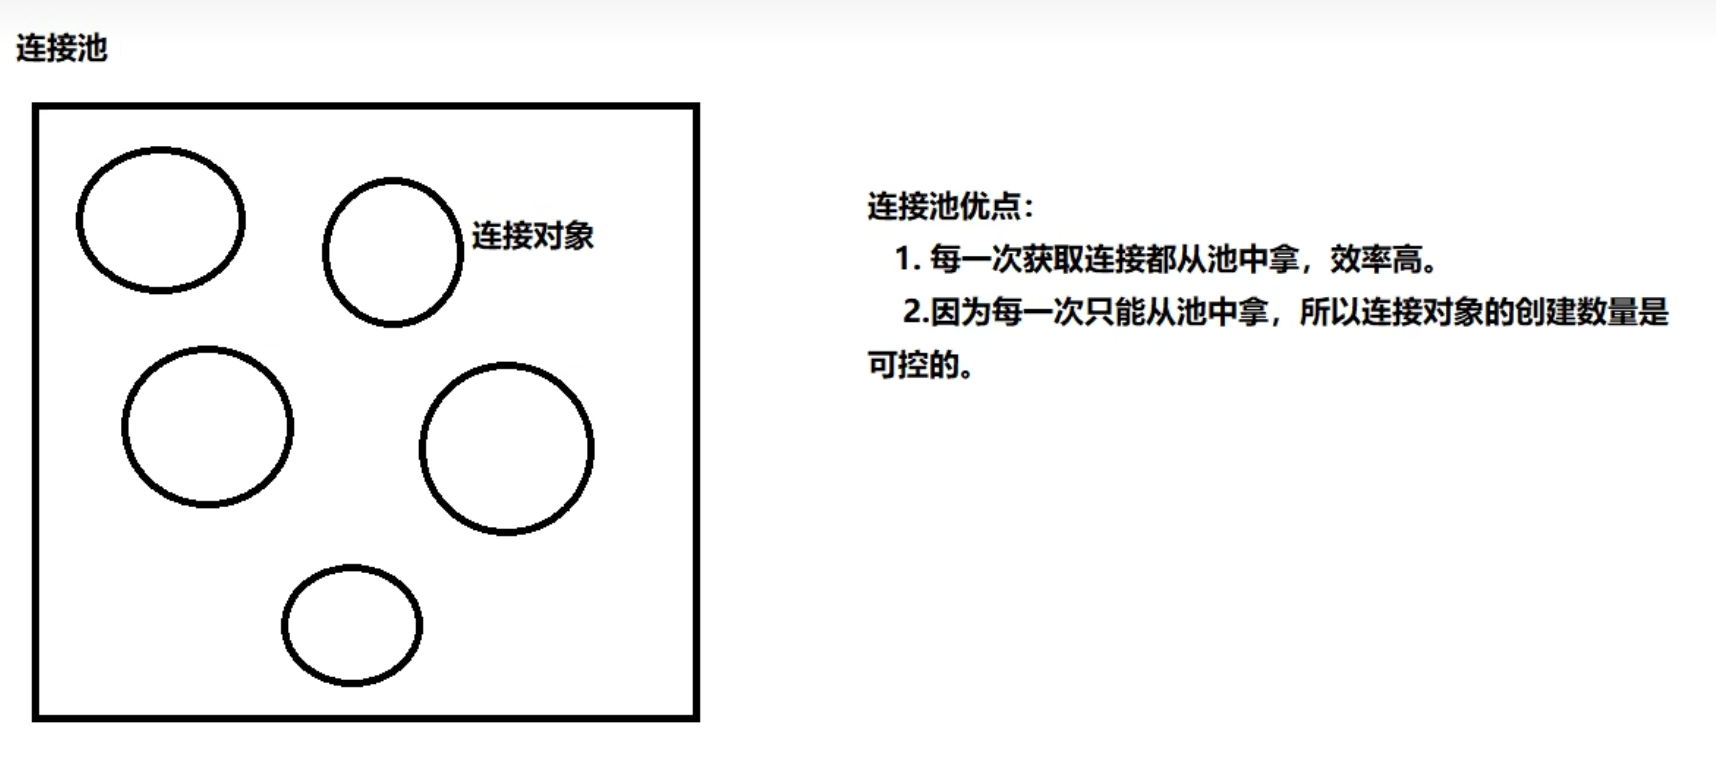 连接池
连接对象
连接池优点：
1. 每一次获取连接都从池中拿，效率高。
2.因为每一次只能从池中拿，所以连接对象的创建数量是
可控的。